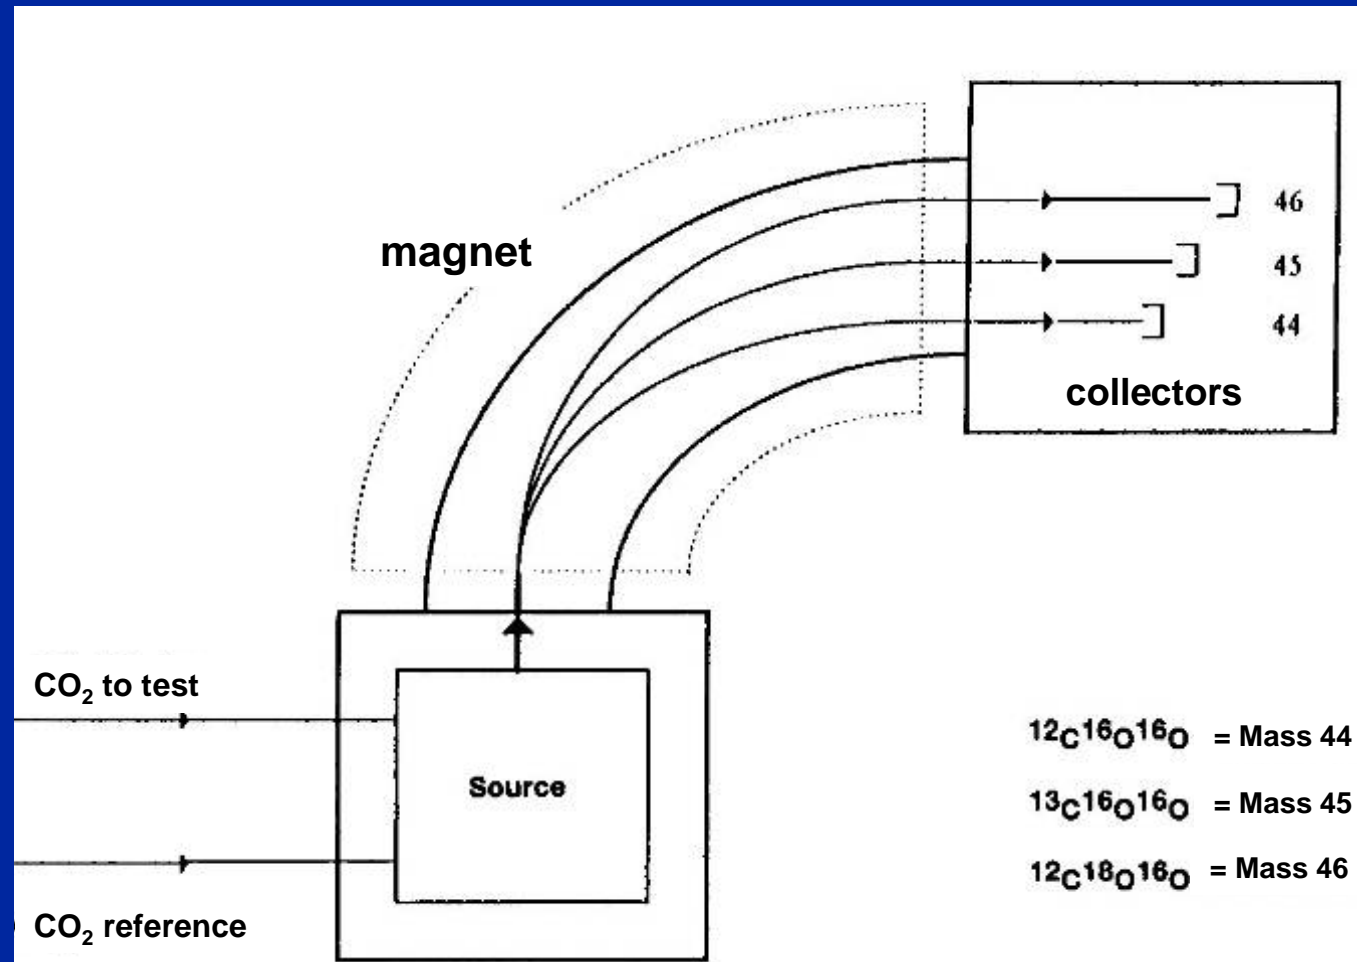 46
magnet
45
44
collectors
CO₂ to test
Source
CO₂ reference
¹²C¹⁶O¹⁶O = Mass 44
¹³C¹⁶O¹⁶O = Mass 45
¹²C¹⁸O¹⁶O = Mass 46